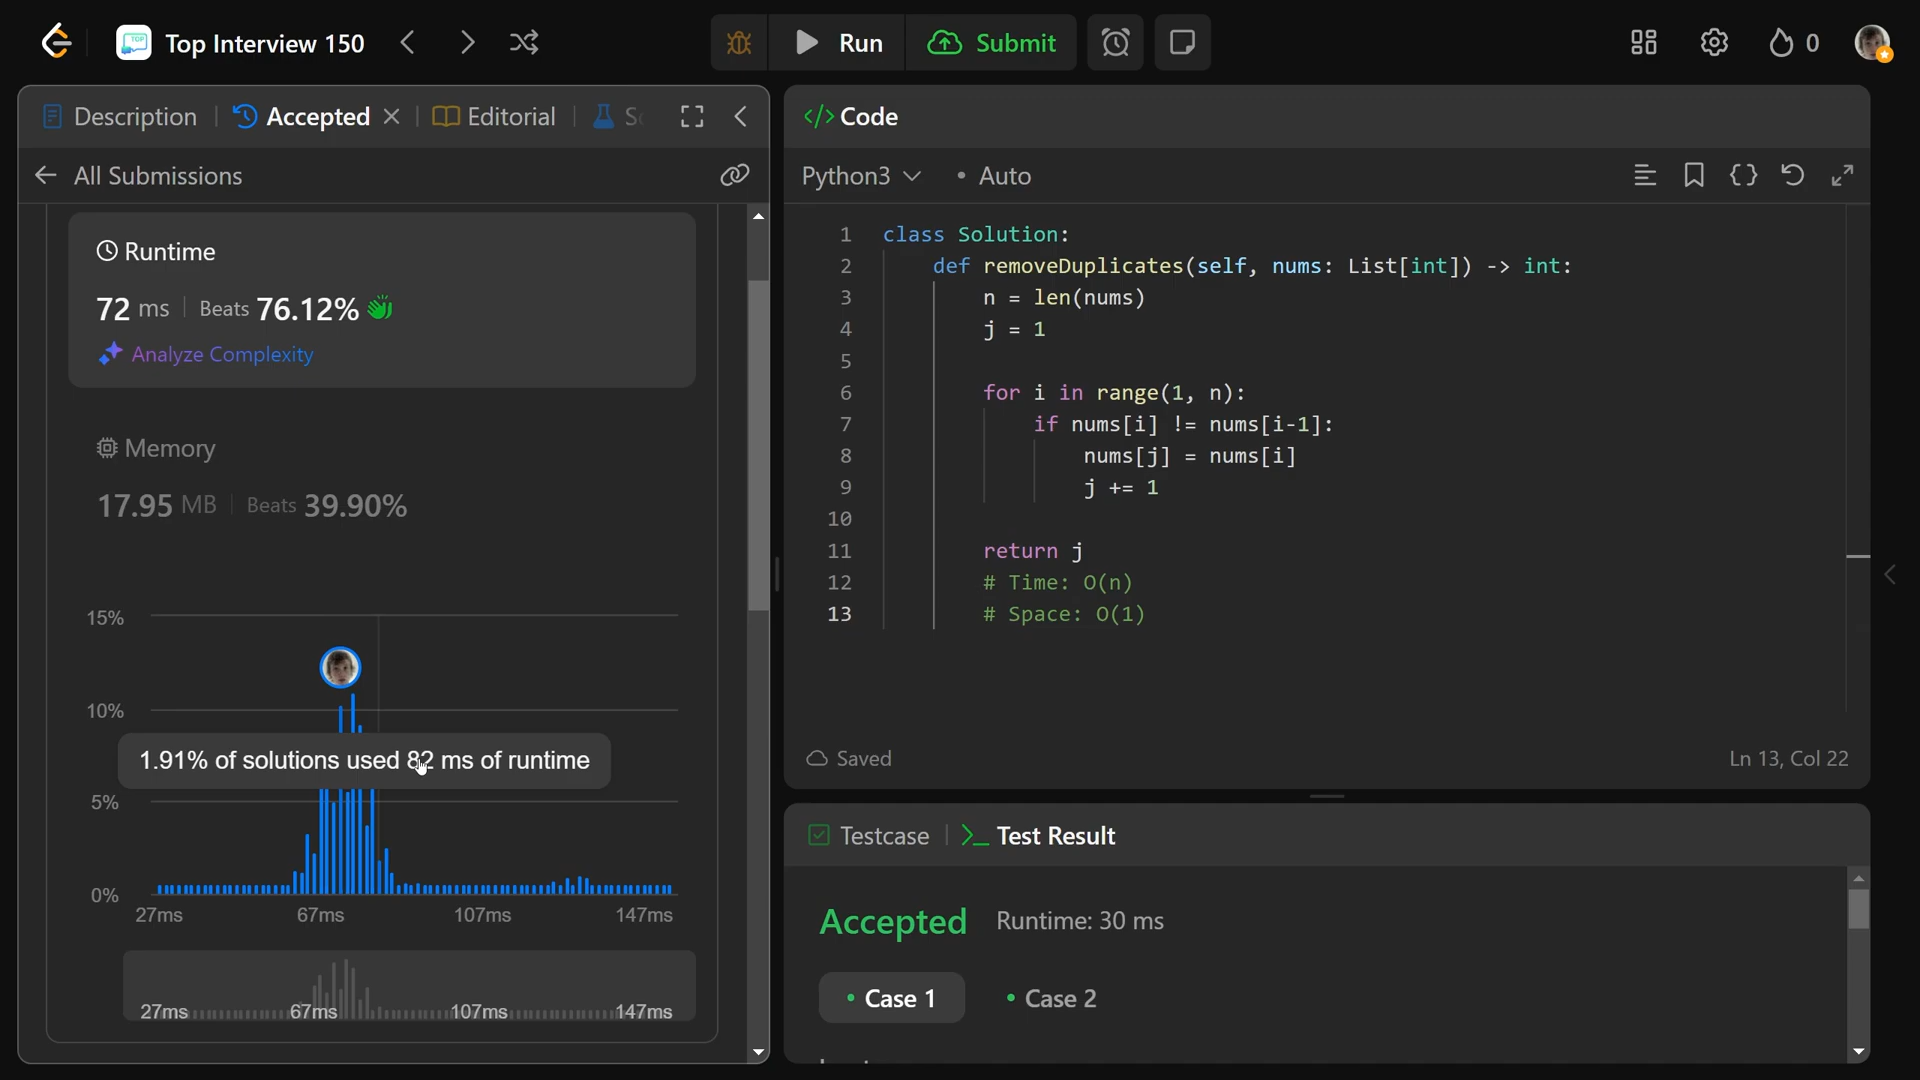 Top Interview 150
Run
Submit
0
Description
Accepted
Editorial
All Submissions
Runtime
72 ms
Beats 76.12%
Analyze Complexity
Memory
17.95 MB
Beats 39.90%
15%
10%
1.91% of solutions used 82 ms of runtime
5%
0%
27ms 67ms 107ms 147ms
27ms 67ms 107ms 147ms
</> Code
Python3
• Auto
1 class Solution:
2 def removeDuplicates(self, nums: List[int]) -> int:
3 n = len(nums)
4 j = 1
5
6 for i in range(1, n):
7 if nums[i] != nums[i-1]:
8 nums[j] = nums[i]
9 j += 1
10
11 return j
12 # Time: O(n)
13 # Space: O(1)
Saved
Ln 13, Col 22
Testcase
>_ Test Result
Accepted
Runtime: 30 ms
• Case 1
• Case 2